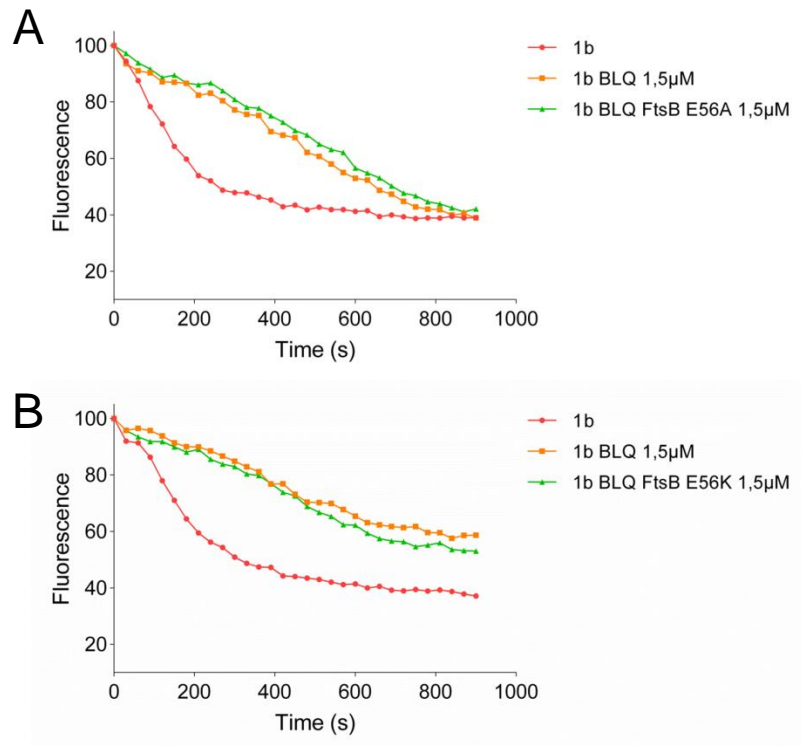 A
100
80
60
40
20
Fluorescence
0 200 400 600 800 1000
Time (s)
1b
1b BLQ 1,5µM
1b BLQ FtsB E56A 1,5µM
B
100
80
60
40
20
Fluorescence
0 200 400 600 800 1000
Time (s)
1b
1b BLQ 1,5µM
1b BLQ FtsB E56K 1,5µM